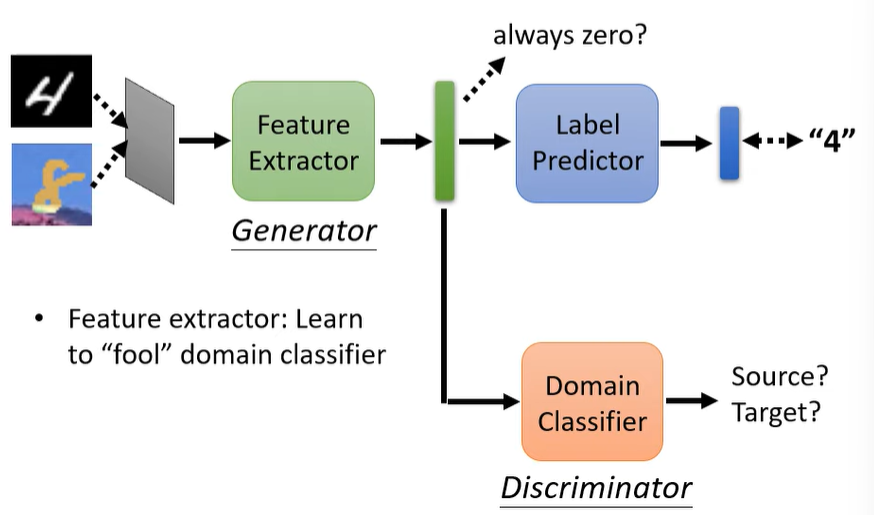 always zero?
Feature
Extractor
Label
Predictor
“4”
Generator
• Feature extractor: Learn
to “fool” domain classifier
Domain
Classifier
Source?
Target?
Discriminator
4